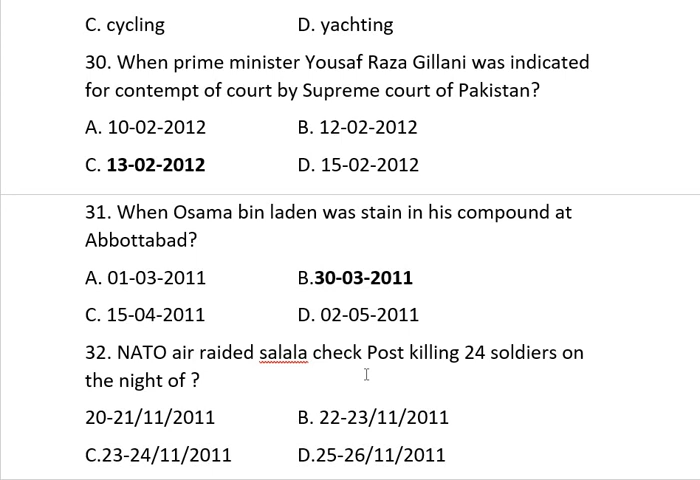 C. cycling D. yachting
30. When prime minister Yousaf Raza Gillani was indicated
for contempt of court by Supreme court of Pakistan?
A. 10-02-2012 B. 12-02-2012
C. 13-02-2012 D. 15-02-2012
31. When Osama bin laden was stain in his compound at
Abbottabad?
A. 01-03-2011 B.30-03-2011
C. 15-04-2011 D. 02-05-2011
32. NATO air raided salala check Post killing 24 soldiers on
the night of ?
20-21/11/2011 B. 22-23/11/2011
C.23-24/11/2011 D.25-26/11/2011